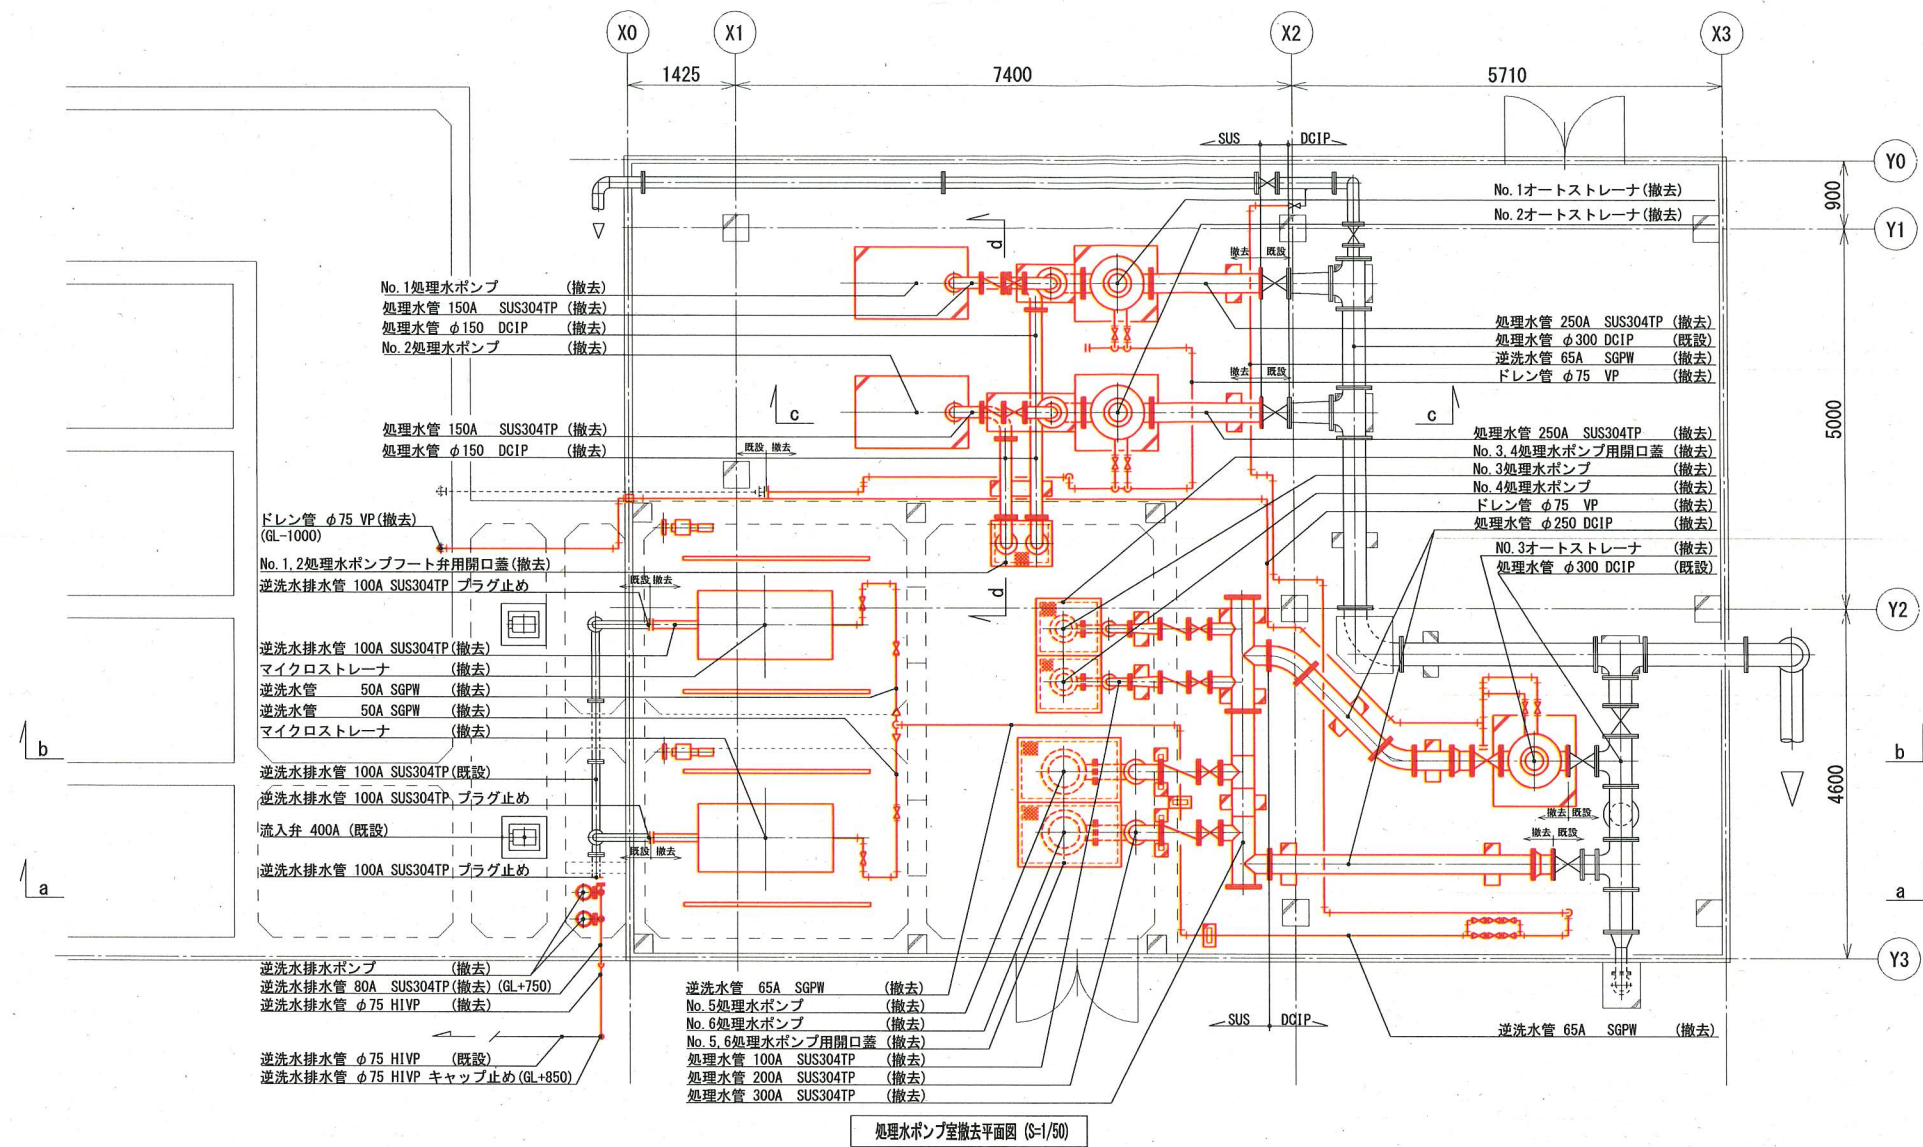 X0
X1
X2
X3
1425
7400
5710
SUS
DCIP
Y0
900
Y1
5000
Y2
4600
Y3
No.1オートストレーナ(撤去)
No.2オートストレーナ(撤去)
d
撤去 既設
No.1処理水ポンプ (撤去)
処理水管 150A SUS304TP (撤去)
処理水管 φ150 DCIP (撤去)
No.2処理水ポンプ (撤去)
処理水管 250A SUS304TP (撤去)
処理水管 φ300 DCIP (既設)
逆洗水管 65A SGPW (撤去)
ドレン管 φ75 VP (撤去)
撤去 既設
c
c
処理水管 150A SUS304TP (撤去)
処理水管 φ150 DCIP (撤去)
既設 撤去
処理水管 250A SUS304TP (撤去)
No.3,4処理水ポンプ用開口蓋 (撤去)
No.3処理水ポンプ (撤去)
No.4処理水ポンプ (撤去)
ドレン管 φ75 VP (撤去)
処理水管 φ250 DCIP (撤去)
NO.3オートストレーナ (撤去)
処理水管 φ300 DCIP (既設)
ドレン管 φ75 VP(撤去)
(GL-1000)
No.1,2処理水ポンプフート弁用開口蓋(撤去)
逆洗水排水管 100A SUS304TP プラグ止め
既設 撤去
d
逆洗水排水管 100A SUS304TP(撤去)
マイクロストレーナ (撤去)
逆洗水管 50A SGPW (撤去)
逆洗水管 50A SGPW (撤去)
マイクロストレーナ (撤去)
b
b
逆洗水排水管 100A SUS304TP(既設)
逆洗水排水管 100A SUS304TP プラグ止め
流入弁 400A (既設)
既設 撤去
撤去 既設
撤去 既設
逆洗水排水管 100A SUS304TP プラグ止め
a
a
逆洗水排水ポンプ (撤去)
逆洗水排水管 80A SUS304TP(撤去)(GL+750)
逆洗水排水管 φ75 HIVP (撤去)
逆洗水排水管 φ75 HIVP (既設)
逆洗水排水管 φ75 HIVP キャップ止め(GL+850)
逆洗水管 65A SGPW (撤去)
No.5処理水ポンプ (撤去)
No.6処理水ポンプ (撤去)
No.5,6処理水ポンプ用開口蓋 (撤去)
処理水管 100A SUS304TP (撤去)
処理水管 200A SUS304TP (撤去)
処理水管 300A SUS304TP (撤去)
SUS
DCIP
逆洗水管 65A SGPW (撤去)
処理水ポンプ室撤去平面図 (S=1/50)